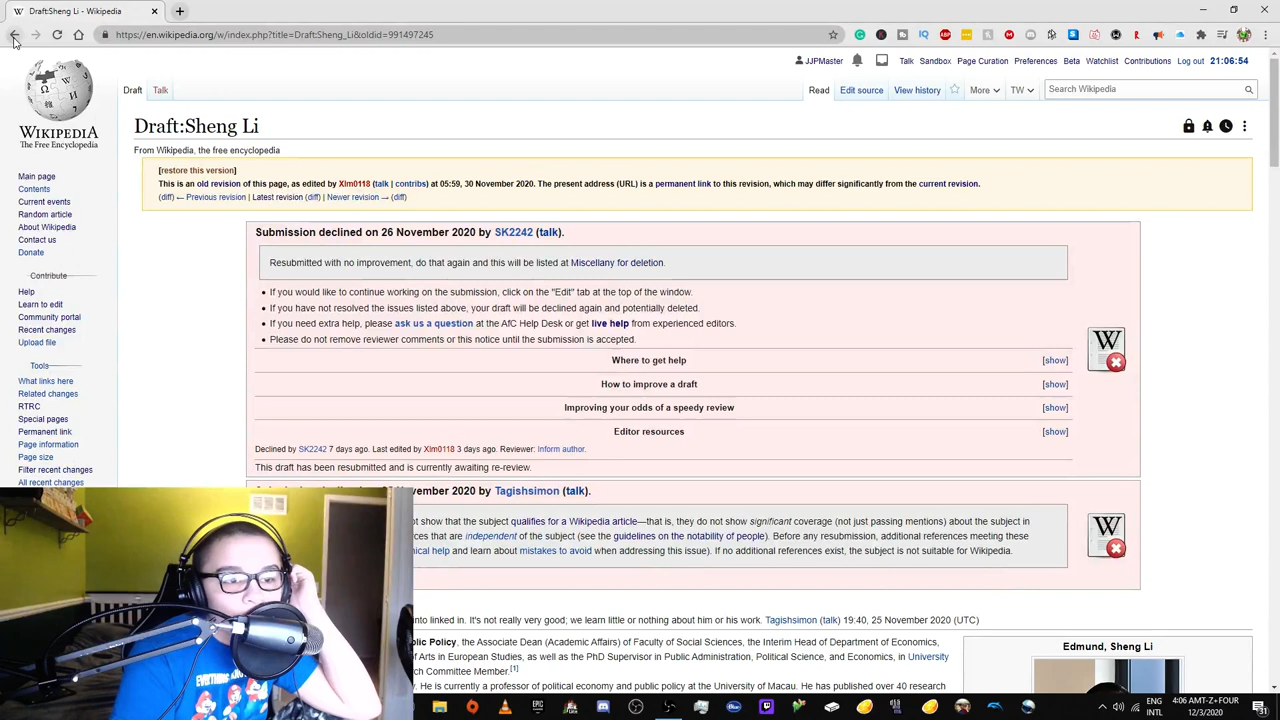 Draft:Sheng Li - Wikipedia
https://en.wikipedia.org/w/index.php?title=Draft:Sheng_Li&oldid=991497245
JJPMaster Talk Sandbox Page Curation Preferences Beta Watchlist Contributions Log out 21:06:54
Draft Talk Read Edit source View history More TW Search Wikipedia
WIKIPEDIA
The Free Encyclopedia
Draft:Sheng Li
From Wikipedia, the free encyclopedia
[restore this version]
This is an old revision of this page, as edited by Xlm0118 (talk | contribs) at 05:59, 30 November 2020. The present address (URL) is a permanent link to this revision, which may differ significantly from the current revision.
(diff) ← Previous revision | Latest revision (diff) | Newer revision → (diff)
Main page
Contents
Current events
Random article
About Wikipedia
Contact us
Donate
Contribute
Help
Learn to edit
Community portal
Recent changes
Upload file
Tools
What links here
Related changes
RTRC
Special pages
Permanent link
Page information
Page size
Filter recent changes
All recent changes
Submission declined on 26 November 2020 by SK2242 (talk).
Resubmitted with no improvement, do that again and this will be listed at Miscellany for deletion.
• If you would like to continue working on the submission, click on the "Edit" tab at the top of the window.
• If you have not resolved the issues listed above, your draft will be declined again and potentially deleted.
• If you need extra help, please ask us a question at the AfC Help Desk or get live help from experienced editors.
• Please do not remove reviewer comments or this notice until the submission is accepted.
Where to get help [show]
How to improve a draft [show]
Improving your odds of a speedy review [show]
Editor resources [show]
Declined by SK2242 7 days ago. Last edited by Xlm0118 3 days ago. Reviewer: Inform author.
This draft has been resubmitted and is currently awaiting re-review.
November 2020 by Tagishsimon (talk).
not show that the subject qualifies for a Wikipedia article—that is, they do not show significant coverage (not just passing mentions) about the subject in
that are independent of the subject (see the guidelines on the notability of people). Before any resubmission, additional references meeting these
help and learn about mistakes to avoid when addressing this issue). If no additional references exist, the subject is not suitable for Wikipedia.
linked in. It's not really very good; we learn little or nothing about him or his work. Tagishsimon (talk) 19:40, 25 November 2020 (UTC)
Policy, the Associate Dean (Academic Affairs) of Faculty of Social Sciences, the Interim Head of Department of Economics,
of Arts in European Studies, as well as the PhD Supervisor in Public Administration, Political Science, and Economics, in University
Committee Member.[1]
He is currently a professor of political economy and public policy at the University of Macau. He has published over 40 research
Edmund, Sheng Li
EVERYTHING
ENG
INTL
4:06 AMT-Z+FOUR
12/3/2020